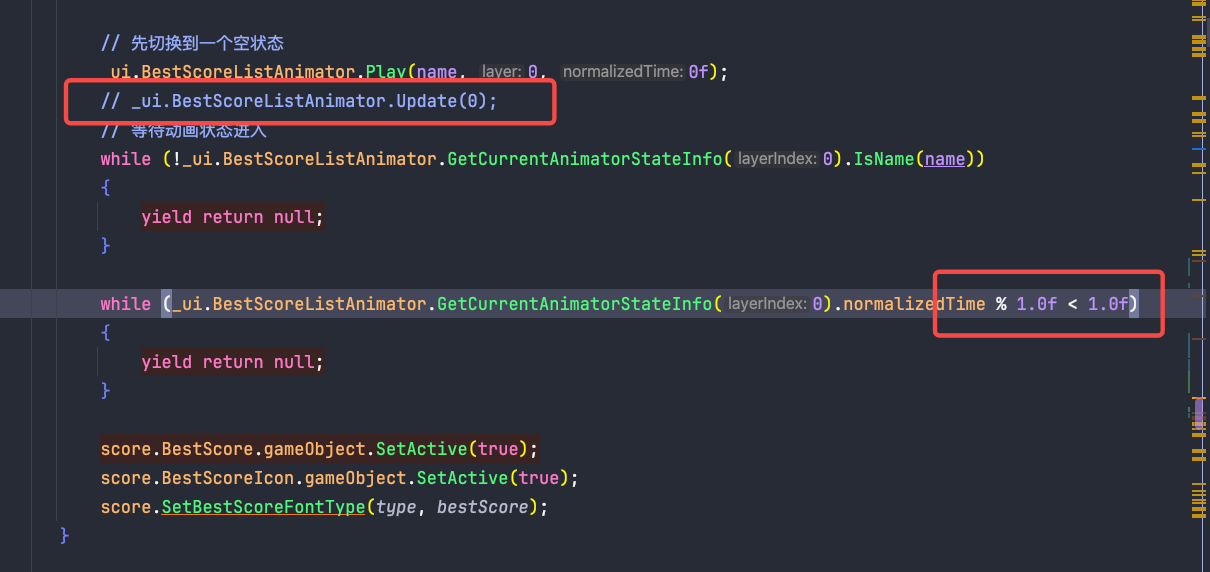 // 先切换到一个空状态
_ui.BestScoreListAnimator.Play(name, layer: 0, normalizedTime: 0f);
// _ui.BestScoreListAnimator.Update(0);
// 等待动画状态进入
while (!_ui.BestScoreListAnimator.GetCurrentAnimatorStateInfo( layerIndex: 0).IsName(name))
{
yield return null;
}
while (_ui.BestScoreListAnimator.GetCurrentAnimatorStateInfo( layerIndex: 0).normalizedTime % 1.0f < 1.0f)
{
yield return null;
}
score.BestScore.gameObject.SetActive(true);
score.BestScoreIcon.gameObject.SetActive(true);
score.SetBestScoreFontType(type, bestScore);
}